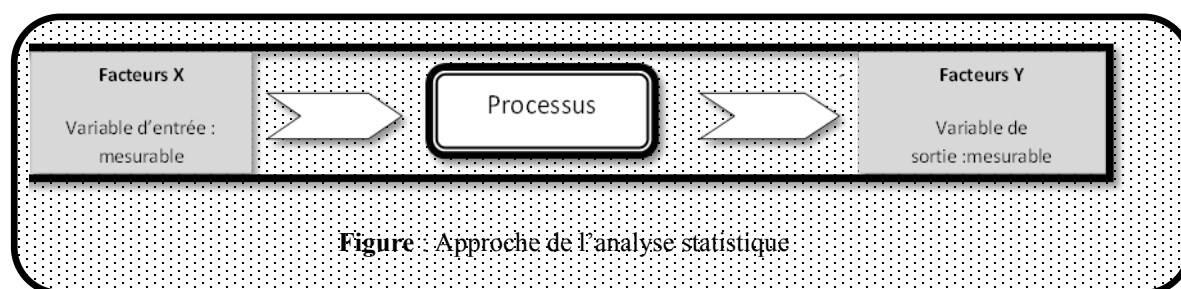 Facteurs X
Variable d'entrée :
mesurable
Processus
Facteurs Y
Variable de
sortie :mesurable
Figure : Approche de l'analyse statistique